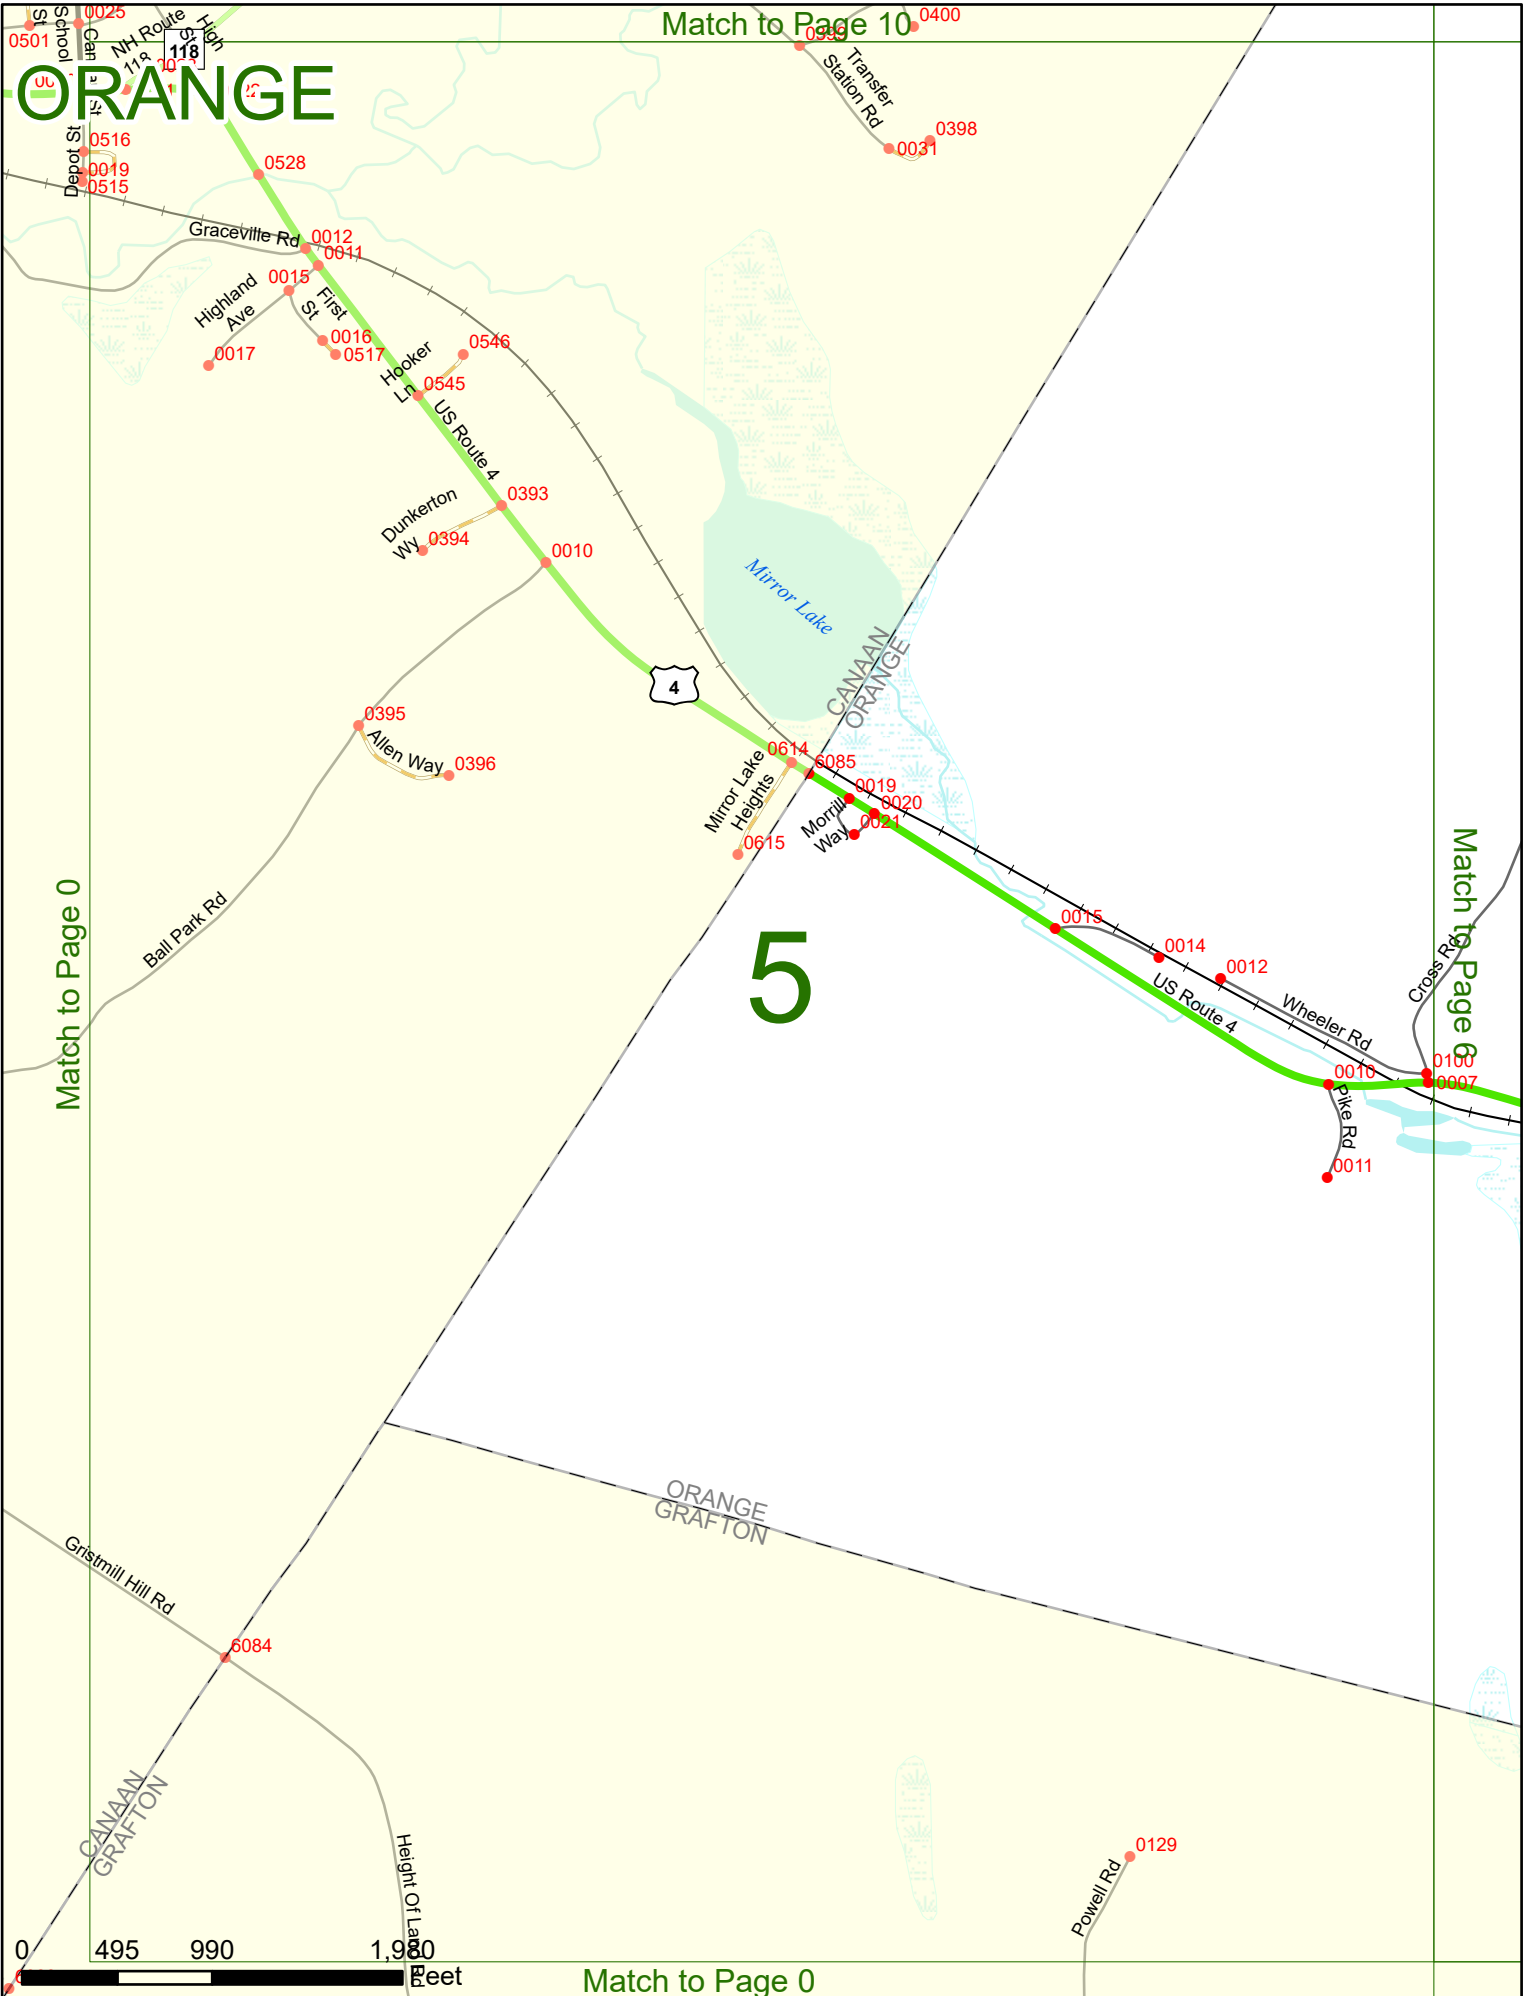 Match to Page 10
ORANGE
0025
0501
St
School
Canal St
Depot St
NH Route
118
118
High
St
0516
0019
0515
0528
0399
0400
Transfer
Station Rd
0031
0398
Graceville Rd
0012
0011
0015
Highland
Ave
First
St
0016
0517
0017
Hooker
Ln
0546
0545
US Route 4
0393
Dunkerton
Wy
0394
0010
Mirror Lake
CANAAN
ORANGE
4
0395
Allen Way
0396
0614
6085
Mirror Lake
Heights
0615
0019
0020
Morrill
Way
0021
Match to Page 0
Ball Park Rd
5
0015
0014
0012
US Route 4
Wheeler Rd
Cross Rd
Match to Page 6
0100
0007
0010
Pike Rd
0011
ORANGE
GRAFTON
Gristmill Hill Rd
6084
CANAAN
GRAFTON
Height Of Land Rd
0129
Powell Rd
0 495 990 1,980
Feet
Match to Page 0